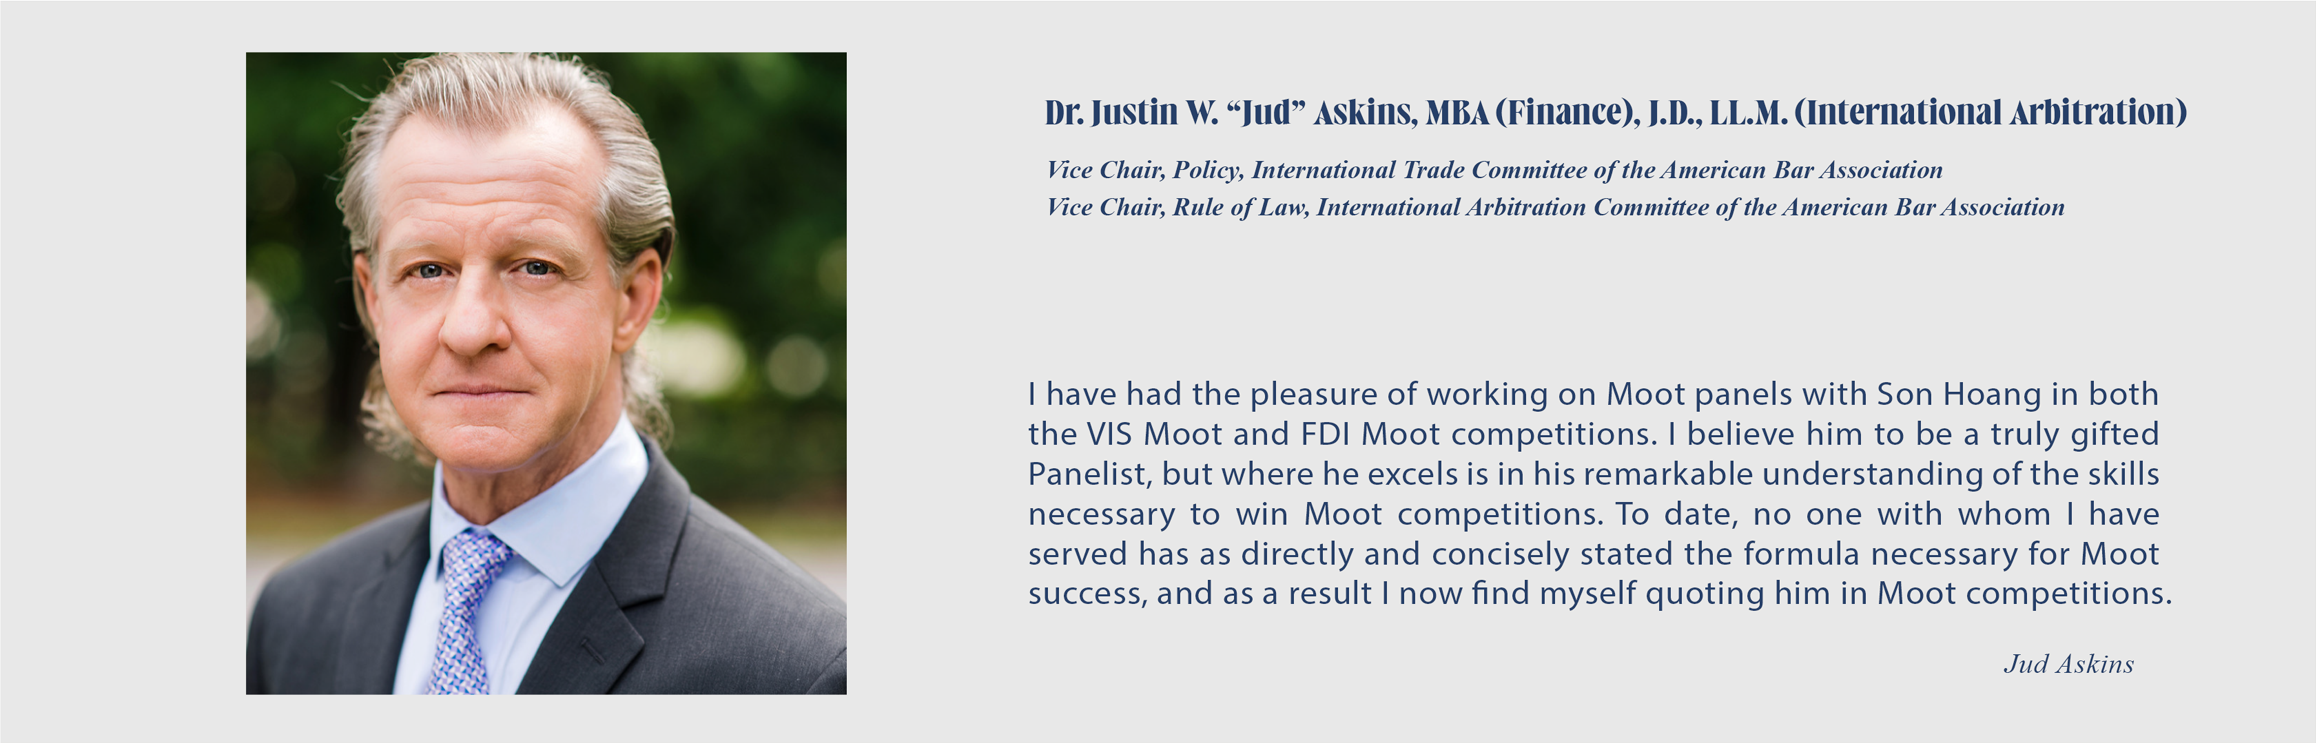 Dr. Justin W. “Jud” Askins, MBA (Finance), J.D., LL.M. (International Arbitration)
Vice Chair, Policy, International Trade Committee of the American Bar Association
Vice Chair, Rule of Law, International Arbitration Committee of the American Bar Association
I have had the pleasure of working on Moot panels with Son Hoang in both
the VIS Moot and FDI Moot competitions. I believe him to be a truly gifted
Panelist, but where he excels is in his remarkable understanding of the skills
necessary to win Moot competitions. To date, no one with whom I have
served has as directly and concisely stated the formula necessary for Moot
success, and as a result I now find myself quoting him in Moot competitions.
Jud Askins